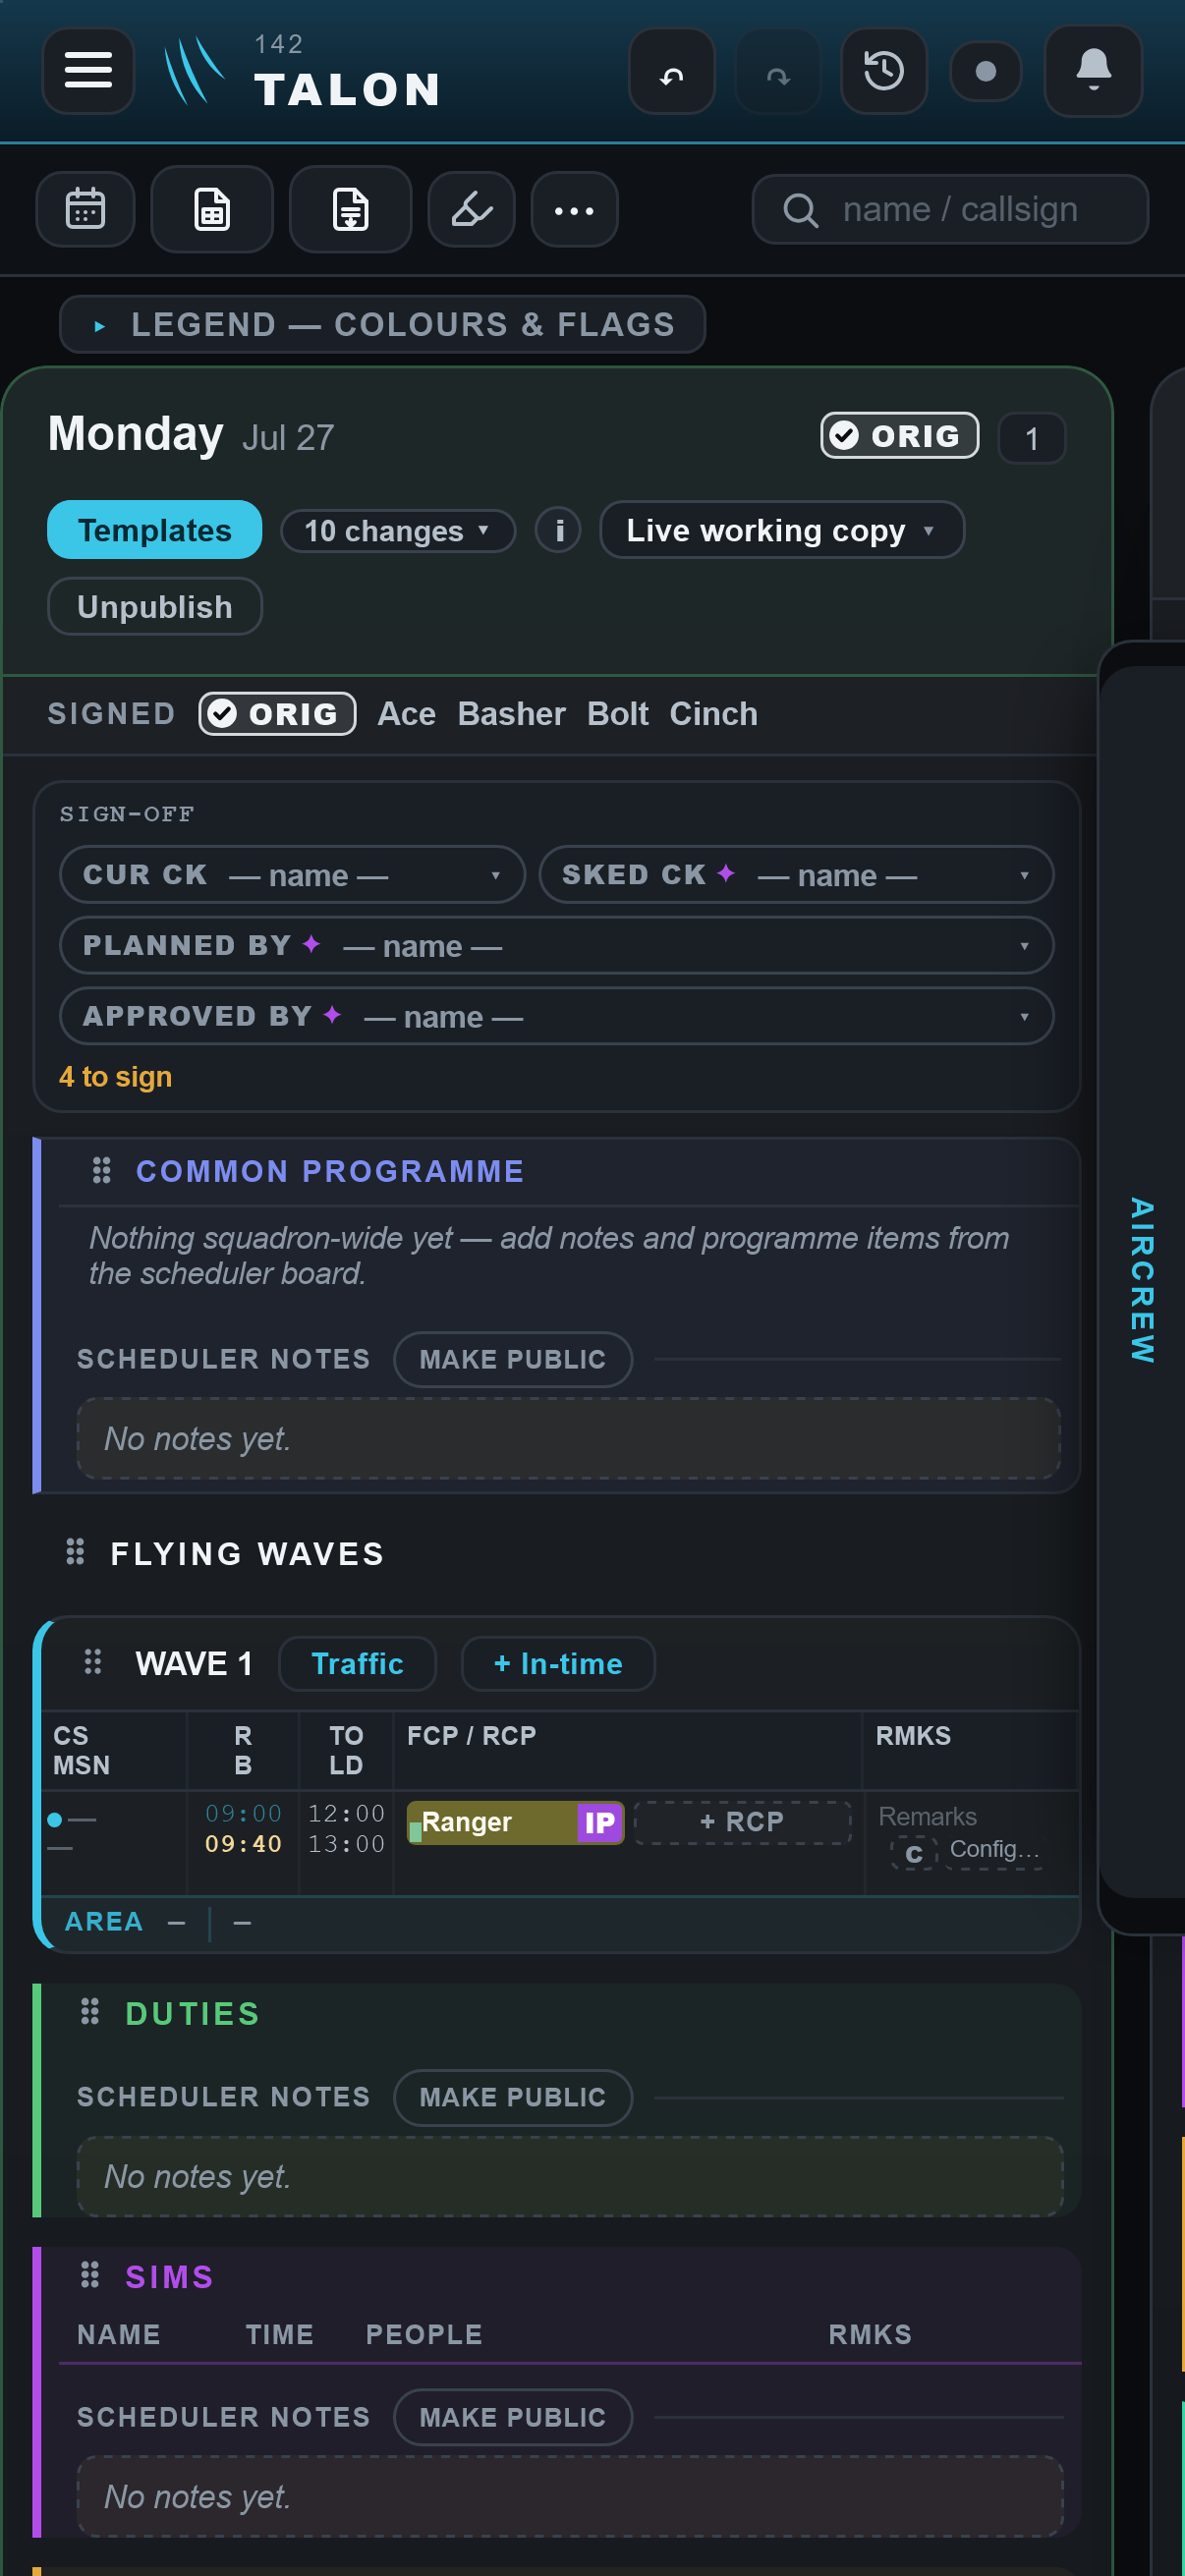 142
TALON
name / callsign
▸ LEGEND — COLOURS & FLAGS
Monday Jul 27 ORIG 1
Templates 10 changes ▾ i Live working copy ▾
Unpublish
SIGNED ORIG Ace Basher Bolt Cinch
SIGN-OFF
CUR CK — name — ▾ SKED CK ✦ — name — ▾
PLANNED BY ✦ — name — ▾
APPROVED BY ✦ — name — ▾
4 to sign
COMMON PROGRAMME
Nothing squadron-wide yet — add notes and programme items from
the scheduler board.
SCHEDULER NOTES MAKE PUBLIC
No notes yet.
AIRCREW
FLYING WAVES
WAVE 1 Traffic + In-time
CS R TO FCP / RCP RMKS
MSN B LD
— 09:00 12:00 Ranger IP + RCP Remarks
— 09:40 13:00 C Config…
AREA – | –
DUTIES
SCHEDULER NOTES MAKE PUBLIC
No notes yet.
SIMS
NAME TIME PEOPLE RMKS
SCHEDULER NOTES MAKE PUBLIC
No notes yet.